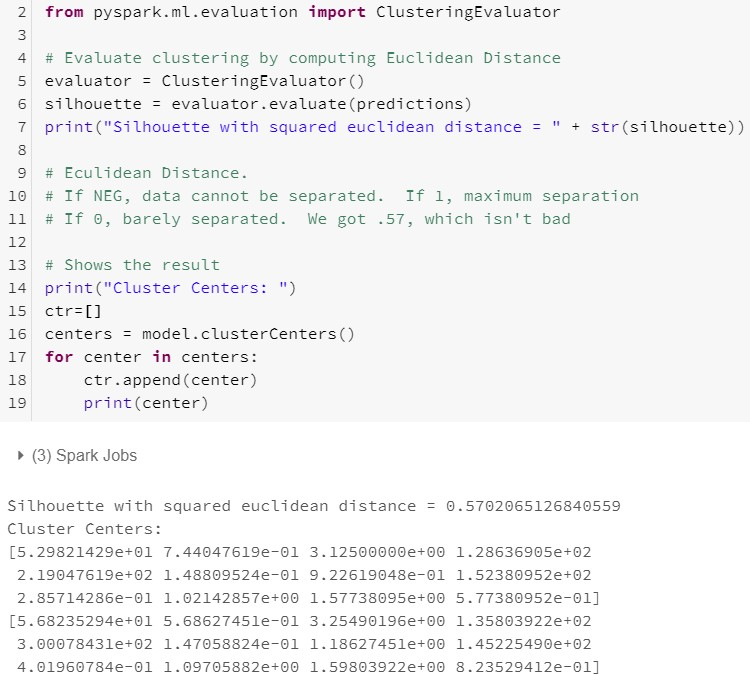 2 from pyspark.ml.evaluation import ClusteringEvaluator
3
4 # Evaluate clustering by computing Euclidean Distance
5 evaluator = ClusteringEvaluator()
6 silhouette = evaluator.evaluate(predictions)
7 print("Silhouette with squared euclidean distance = " + str(silhouette))
8
9 # Eculidean Distance.
10 # If NEG, data cannot be separated.  If 1, maximum separation
11 # If 0, barely separated.  We got .57, which isn't bad
12
13 # Shows the result
14 print("Cluster Centers: ")
15 ctr=[]
16 centers = model.clusterCenters()
17 for center in centers:
18     ctr.append(center)
19     print(center)
(3) Spark Jobs
Silhouette with squared euclidean distance = 0.5702065126840559
Cluster Centers:
[5.29821429e+01 7.44047619e-01 3.12500000e+00 1.28636905e+02
 2.19047619e+02 1.48809524e-01 9.22619048e-01 1.52380952e+02
 2.85714286e-01 1.02142857e+00 1.57738095e+00 5.77380952e-01]
[5.68235294e+01 5.68627451e-01 3.25490196e+00 1.35803922e+02
 3.00078431e+02 1.47058824e-01 1.18627451e+00 1.45225490e+02
 4.01960784e-01 1.09705882e+00 1.59803922e+00 8.23529412e-01]